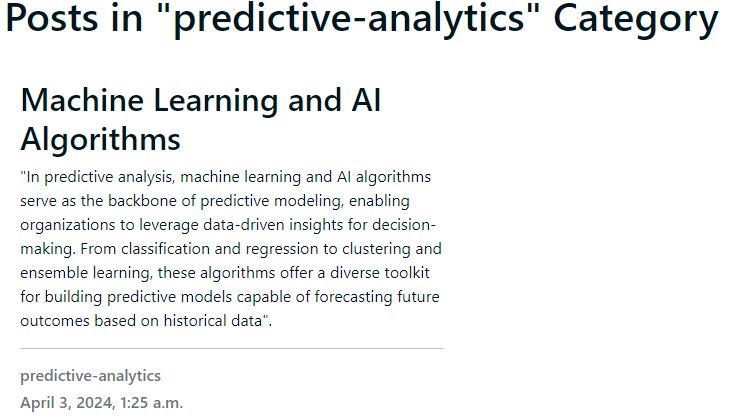 Posts in "predictive-analytics" Category
Machine Learning and AI
Algorithms
"In predictive analysis, machine learning and AI algorithms
serve as the backbone of predictive modeling, enabling
organizations to leverage data-driven insights for decision-
making. From classification and regression to clustering and
ensemble learning, these algorithms offer a diverse toolkit
for building predictive models capable of forecasting future
outcomes based on historical data".
predictive-analytics
April 3, 2024, 1:25 a.m.